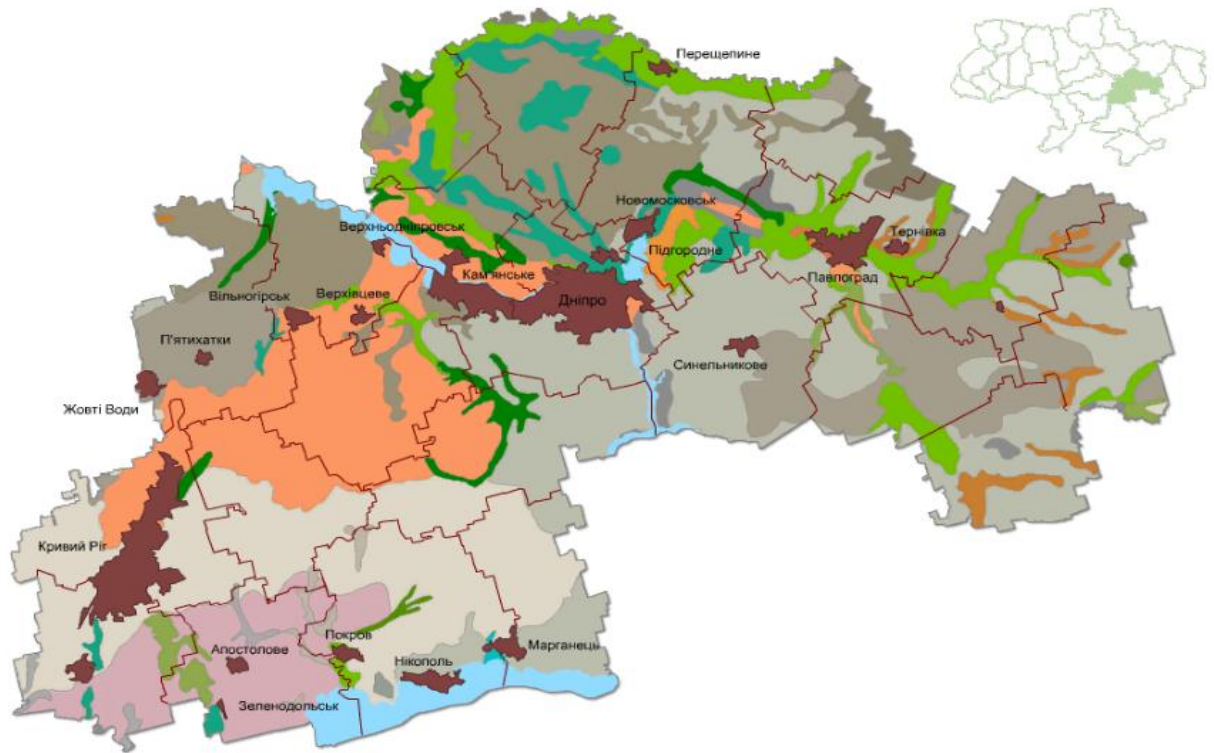 Перещепине
Новомосковськ
Верхньодніпровськ
Тернівка
Підгородне
Кам'янське
Павлоград
Вільногірськ
Верхівцеве
Дніпро
П'ятихатки
Синельникове
Жовті Води
Кривий Ріг
Покров
Марганець
Апостолове
Нікополь
Зеленодольськ